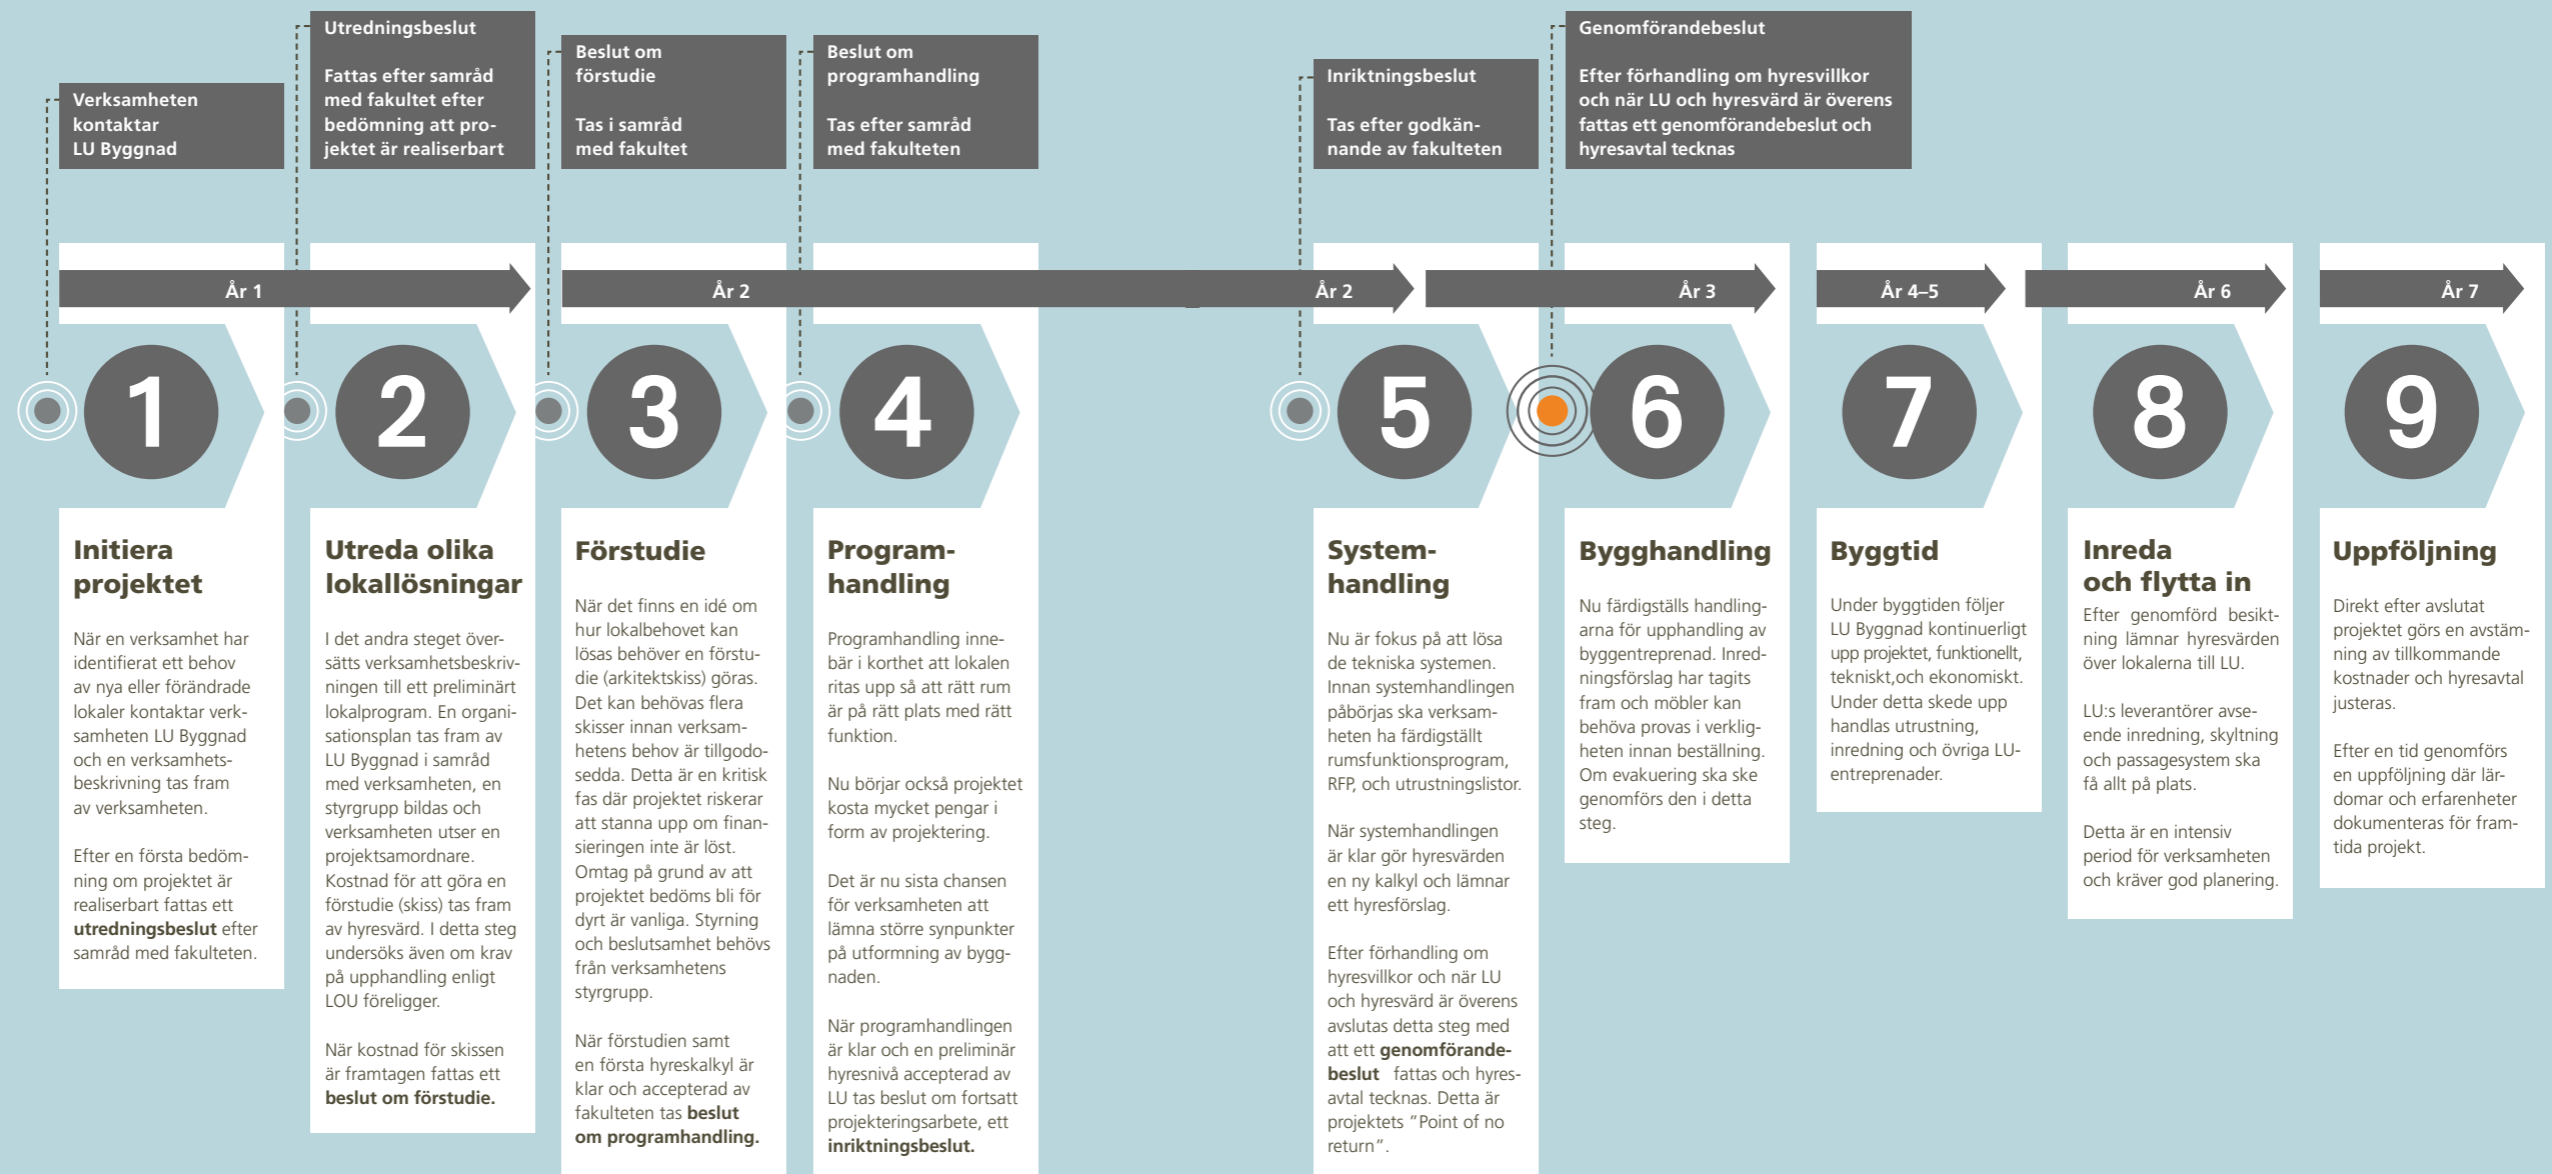 Verksamheten
kontaktar
LU Byggnad
Utredningsbeslut
Fattas efter samråd
med fakultet efter
bedömning att pro-
jektet är realiserbart
Beslut om
förstudie
Tas i samråd
med fakultet
Beslut om
programhandling
Tas efter samråd
med fakulteten
Inriktningsbeslut
Tas efter godkän-
nande av fakulteten
Genomförandebeslut
Efter förhandling om hyresvillkor
och när LU och hyresvärd är överens
fattas ett genomförandebeslut och
hyresavtal tecknas
År 1
År 2
År 2
År 3
År 4–5
År 6
År 7
1
2
3
4
5
6
7
8
9
Initiera
projektet
När en verksamhet har
identifierat ett behov
av nya eller förändrade
lokaler kontaktar verk-
samheten LU Byggnad
och en verksamhets-
beskrivning tas fram
av verksamheten.
Efter en första bedöm-
ning om projektet är
realiserbart fattas ett
utredningsbeslut efter
samråd med fakulteten.
Utreda olika
lokallösningar
I det andra steget över-
sätts verksamhetsbeskriv-
ningen till ett preliminärt
lokalprogram. En organi-
sationsplan tas fram av
LU Byggnad i samråd
med verksamheten, en
styrgrupp bildas och
verksamheten utser en
projektsamordnare.
Kostnad för att göra en
förstudie (skiss) tas fram
av hyresvärd. I detta steg
undersöks även om krav
på upphandling enligt
LOU föreligger.
När kostnad för skissen
är framtagen fattas ett
beslut om förstudie.
Förstudie
När det finns en idé om
hur lokalbehovet kan
lösas behöver en förstu-
die (arkitektskiss) göras.
Det kan behövas flera
skisser innan verksam-
hetens behov är tillgodo-
sedda. Detta är en kritisk
fas där projektet riskerar
att stanna upp om finan-
sieringen inte är löst.
Omtag på grund av att
projektet bedöms bli för
dyrt är vanliga. Styrning
och beslutsamhet behövs
från verksamhetens
styrgrupp.
När förstudien samt
en första hyreskalkyl är
klar och accepterad av
fakulteten tas beslut
om programhandling.
Program-
handling
Programhandling inne-
bär i korthet att lokalen
ritas upp så att rätt rum
är på rätt plats med rätt
funktion.
Nu börjar också projektet
kosta mycket pengar i
form av projektering.
Det är nu sista chansen
för verksamheten att
lämna större synpunkter
på utformning av bygg-
naden.
När programhandlingen
är klar och en preliminär
hyresnivå accepterad av
LU tas beslut om fortsatt
projekteringsarbete, ett
inriktningsbeslut.
System-
handling
Nu är fokus på att lösa
de tekniska systemen.
Innan systemhandlingen
påbörjas ska verksam-
heten ha färdigställt
rumsfunktionsprogram,
RFP, och utrustningslistor.
När systemhandlingen
är klar gör hyresvärden
en ny kalkyl och lämnar
ett hyresförslag.
Efter förhandling om
hyresvillkor och när LU
och hyresvärd är överens
avslutas detta steg med
att ett genomförande-
beslut fattas och hyres-
avtal tecknas. Detta är
projektets ”Point of no
return”.
Bygghandling
Nu färdigställs handling-
arna för upphandling av
byggentreprenad. Inred-
ningsförslag har tagits
fram och möbler kan
behöva provas i verklig-
heten innan beställning.
Om evakuering ska ske
genomförs den i detta
steg.
Byggtid
Under byggtiden följer
LU Byggnad kontinuerligt
upp projektet, funktionellt,
tekniskt,och ekonomiskt.
Under detta skede upp
handlas utrustning,
inredning och övriga LU-
entreprenader.
Inreda
och flytta in
Efter genomförd besikt-
ning lämnar hyresvärden
över lokalerna till LU.
LU:s leverantörer avse-
ende inredning, skyltning
och passagesystem ska
få allt på plats.
Detta är en intensiv
period för verksamheten
och kräver god planering.
Uppföljning
Direkt efter avslutat
projektet görs en avstäm-
ning av tillkommande
kostnader och hyresavtal
justeras.
Efter en tid genomförs
en uppföljning där lär-
domar och erfarenheter
dokumenteras för fram-
tida projekt.